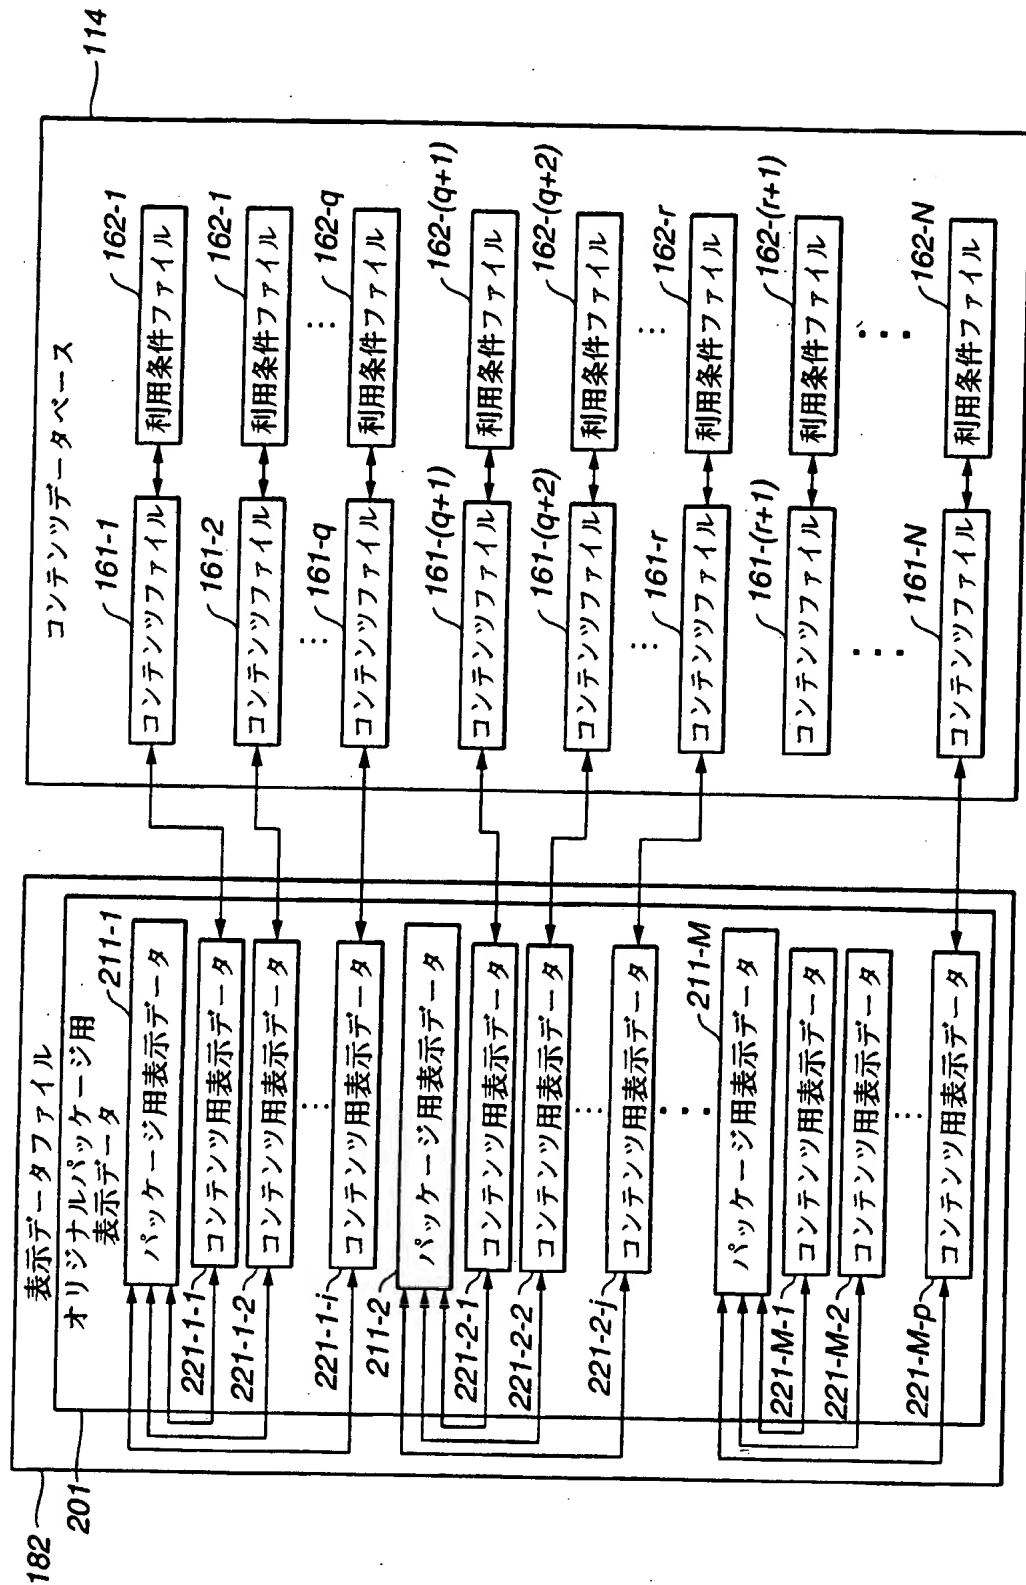 182
表示データファイル
201
オリジナルパッケージ用
表示データ
211-1
パッケージ用表示データ
221-1-1
コンテンツ用表示データ
221-1-2
コンテンツ用表示データ
221-1-i
コンテンツ用表示データ
211-2
パッケージ用表示データ
221-2-1
コンテンツ用表示データ
221-2-2
コンテンツ用表示データ
221-2-j
コンテンツ用表示データ
211-M
パッケージ用表示データ
221-M-1
コンテンツ用表示データ
221-M-2
コンテンツ用表示データ
221-M-p
コンテンツ用表示データ
114
コンテンツデータベース
161-1
コンテンツファイル
162-1
利用条件ファイル
161-2
コンテンツファイル
162-1
利用条件ファイル
161-q
コンテンツファイル
162-q
利用条件ファイル
161-(q+1)
コンテンツファイル
162-(q+1)
利用条件ファイル
161-(q+2)
コンテンツファイル
162-(q+2)
利用条件ファイル
161-r
コンテンツファイル
162-r
利用条件ファイル
161-(r+1)
コンテンツファイル
162-(r+1)
利用条件ファイル
161-N
コンテンツファイル
162-N
利用条件ファイル